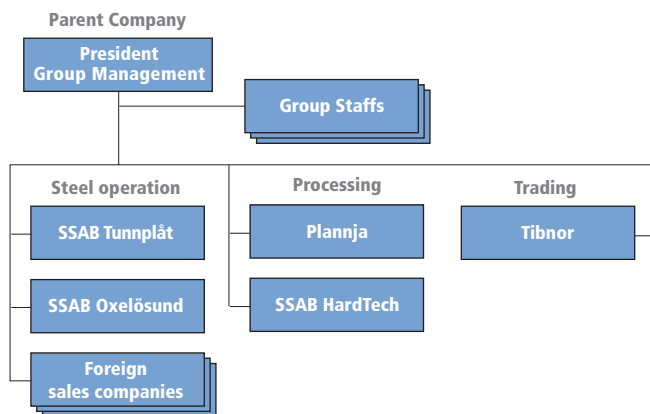 Parent Company
President
Group Management
Group Staffs
Steel operation
Processing
Trading
SSAB Tunnplåt
Plannja
Tibnor
SSAB Oxelösund
SSAB HardTech
Foreign
sales companies